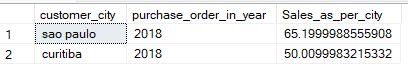 customer_city purchase_order_in_year Sales_as_per_city
1 sao paulo 2018 65.1999988555908
2 curitiba 2018 50.0099983215332